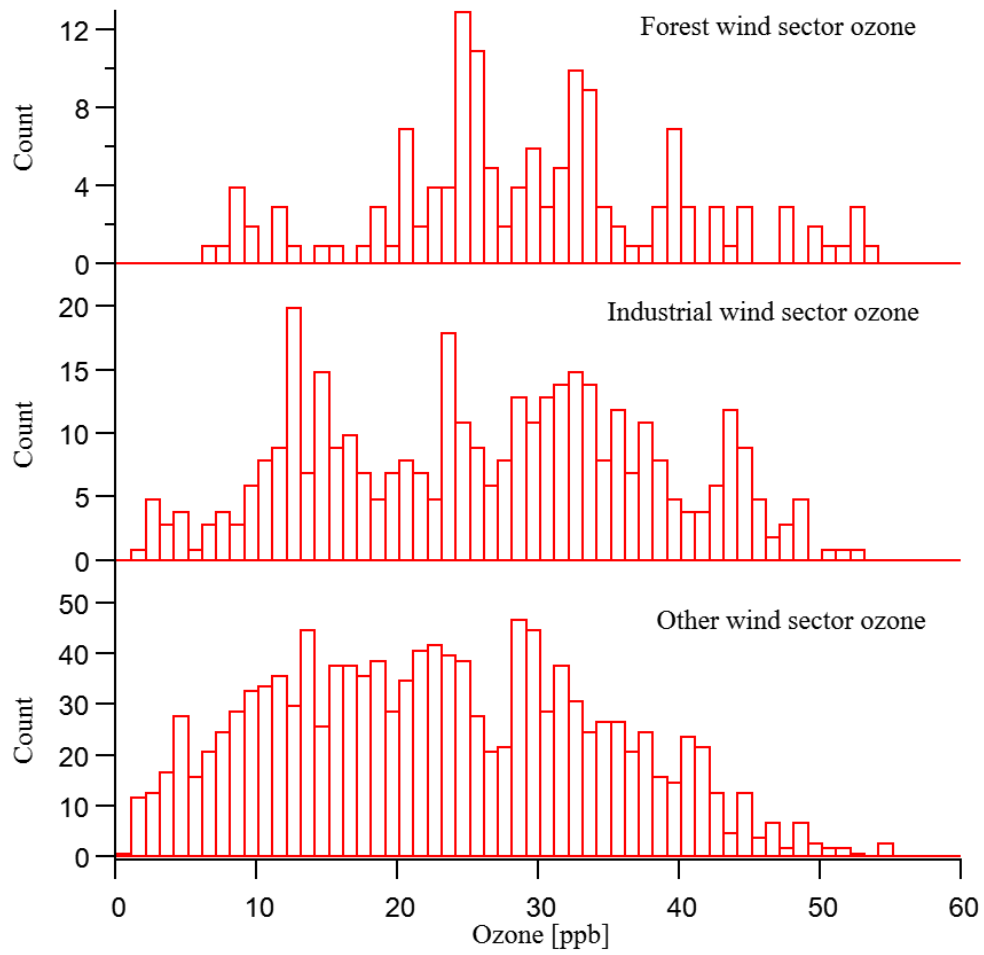 Forest wind sector ozone
Count
12
8
4
0
Industrial wind sector ozone
Count
20
15
10
5
0
Other wind sector ozone
Count
50
40
30
20
10
0
0 10 20 30 40 50 60
Ozone [ppb]